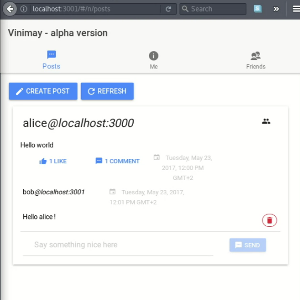 localhost:3001/#/n/posts
Search
Vinimay - alpha version
Posts
Me
Friends
CREATE POST
REFRESH
alice@localhost:3000
Hello world
1 LIKE
1 COMMENT
Tuesday, May 23,
2017, 12:00 PM
GMT+2
bob@localhost:3001
Tuesday, May 23, 2017,
12:01 PM GMT+2
Hello alice !
Say something nice here
SEND